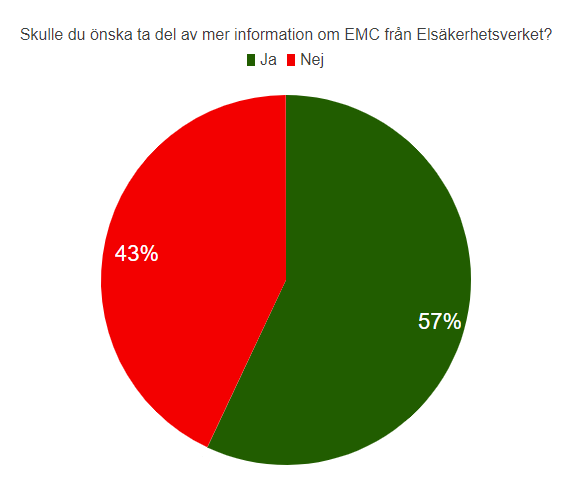 Skulle du önska ta del av mer information om EMC från Elsäkerhetsverket?
Ja Nej
43%
57%